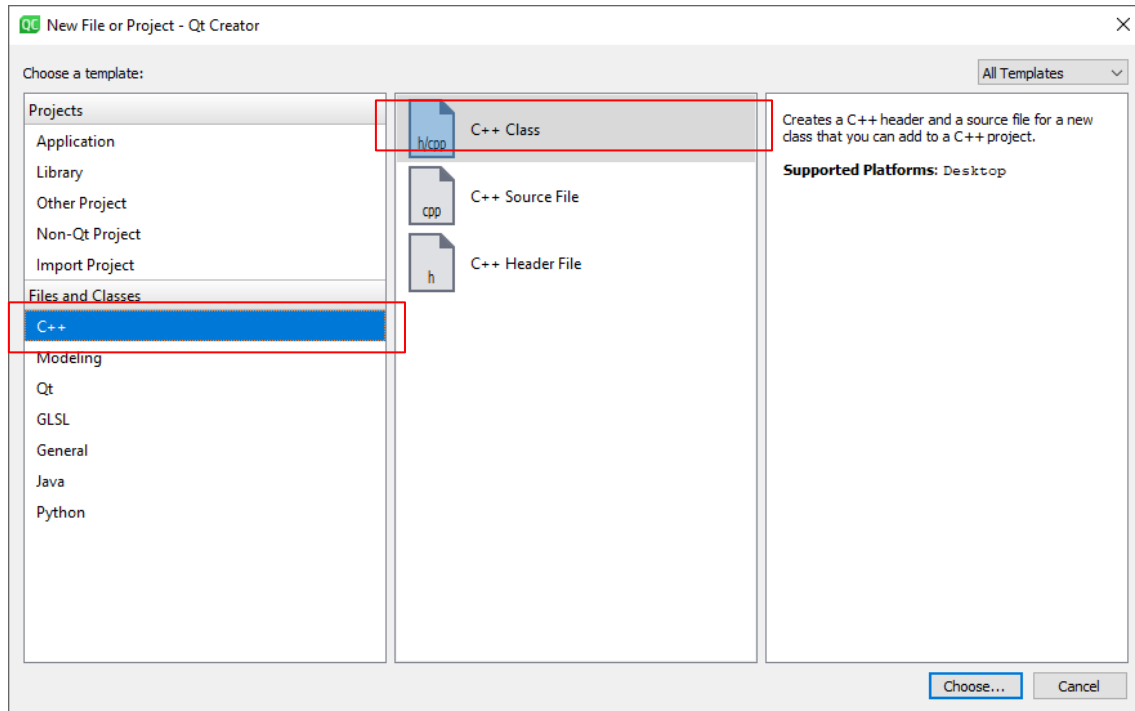 QC New File or Project - Qt Creator
Choose a template:
All Templates
Projects
Application
Library
Other Project
Non-Qt Project
Import Project
Files and Classes
C++
Modeling
Qt
GLSL
General
Java
Python
h/cpp C++ Class
cpp C++ Source File
h C++ Header File
Creates a C++ header and a source file for a new
class that you can add to a C++ project.
Supported Platforms: Desktop
Choose... Cancel